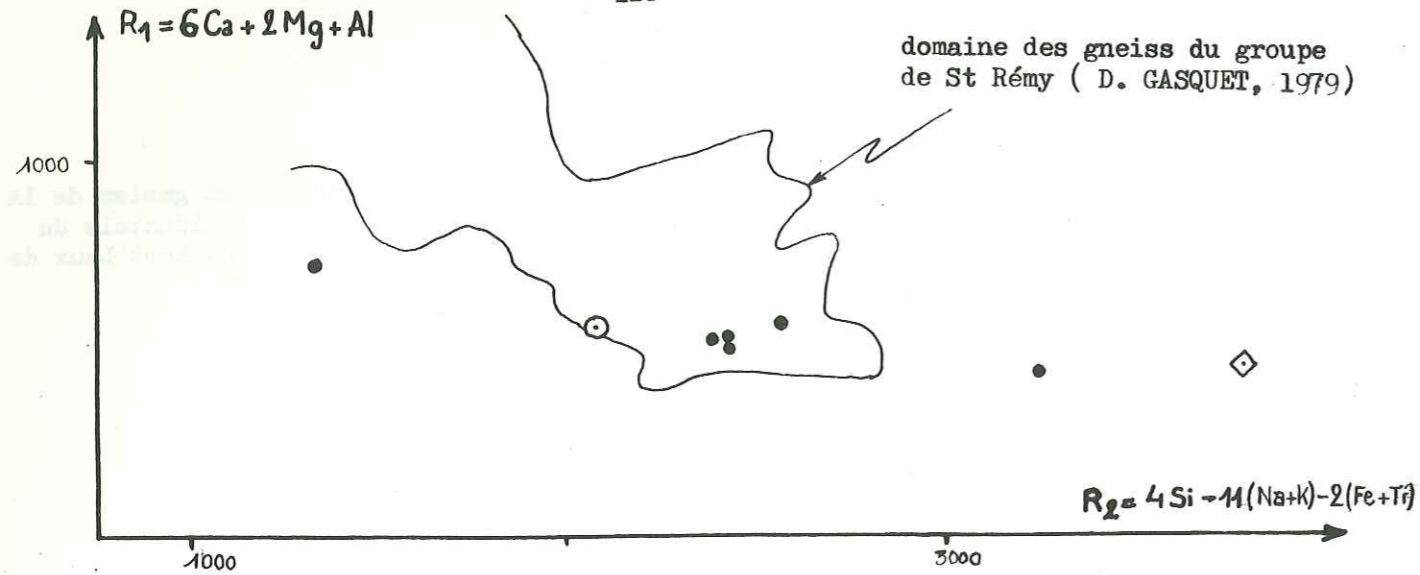 R1 = 6Ca + 2Mg + Al
domaine des gneiss du groupe
de St Rémy ( D. GASQUET, 1979)
1000
R2 = 4Si - 11(Na+K) - 2(Fe+Ti)
1000
3000